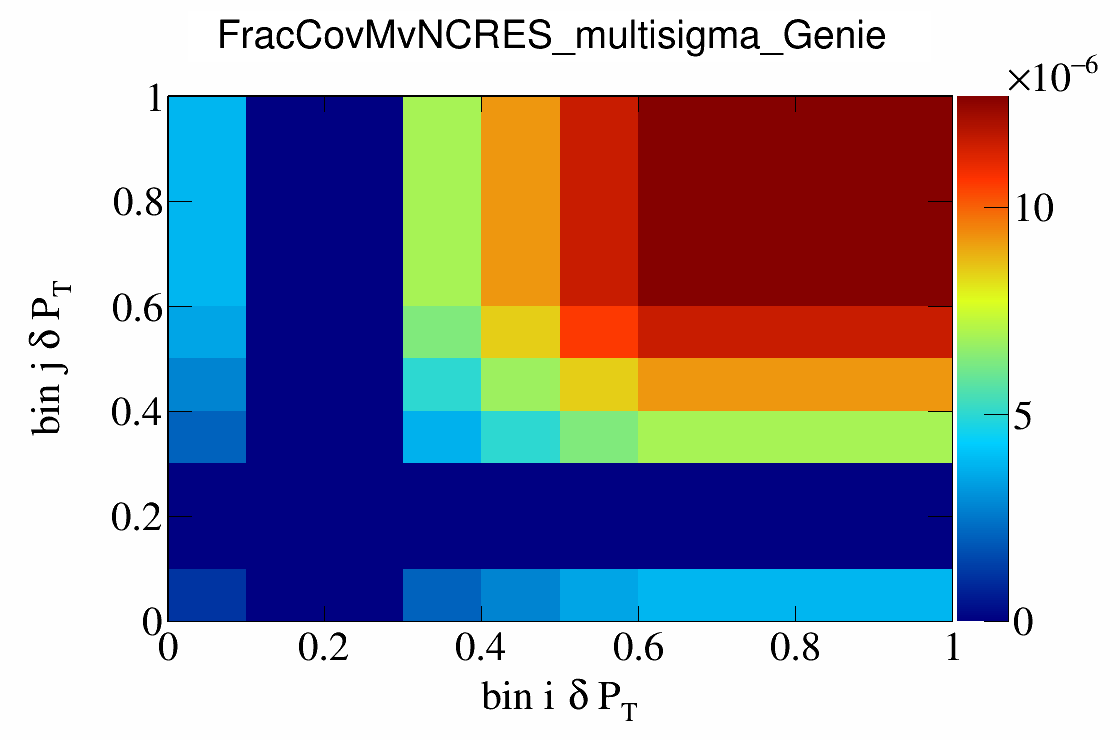 FracCovMvNCRES_multisigma_Genie
×10⁻⁶
1
0.8
0.6
0.4
0.2
0
bin j δ P_T
0 0.2 0.4 0.6 0.8 1
bin i δ P_T
10
5
0